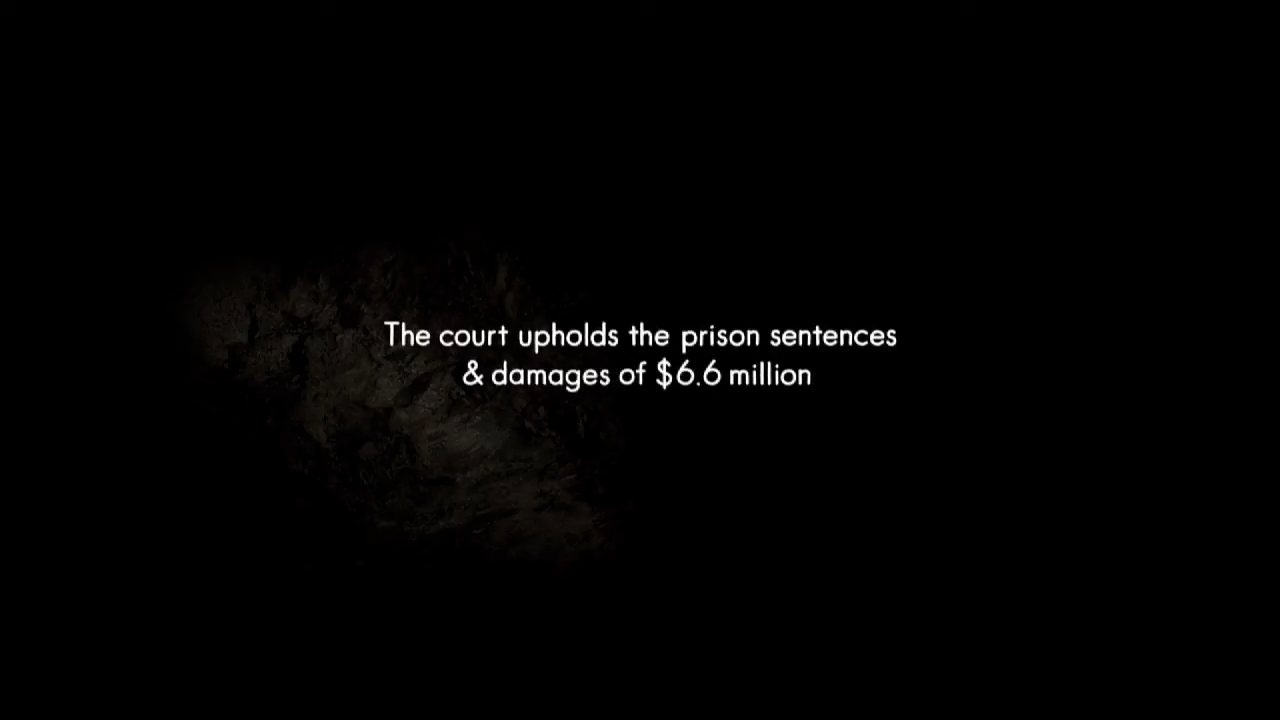 The court upholds the prison sentences
& damages of $6.6 million